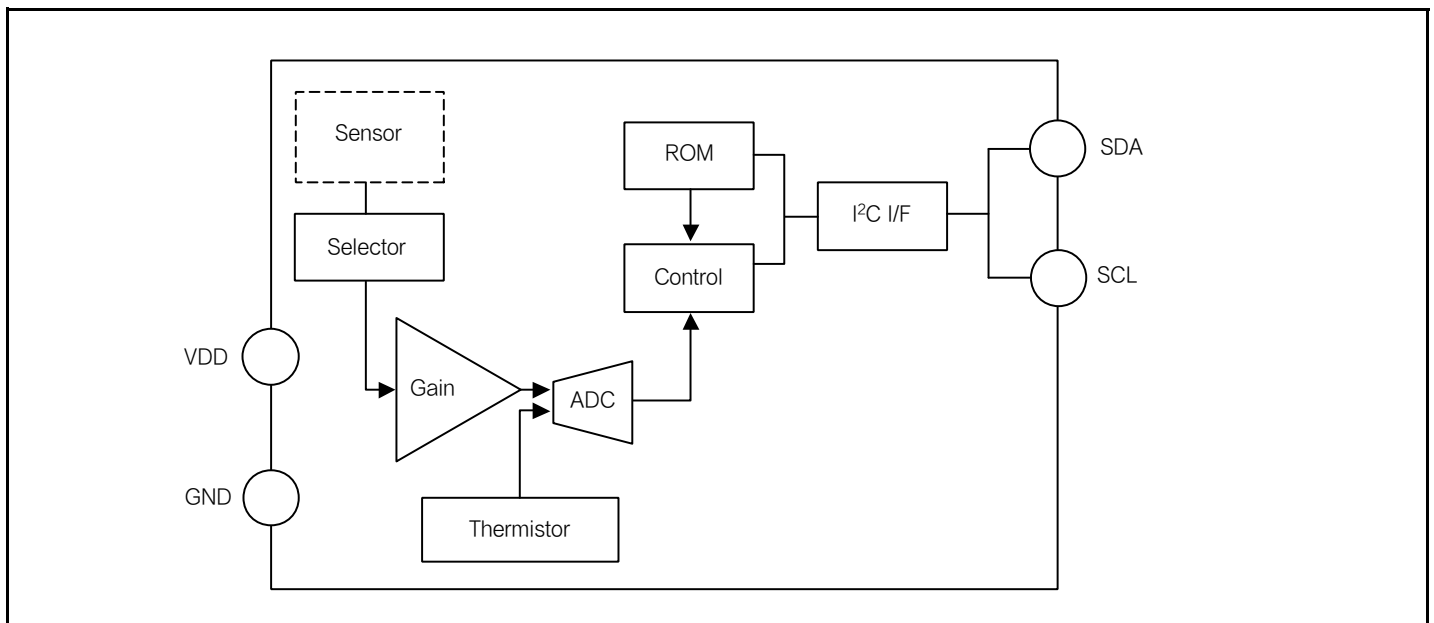 Sensor
ROM
SDA
I²C I/F
Selector
Control
SCL
VDD
Gain
ADC
GND
Thermistor